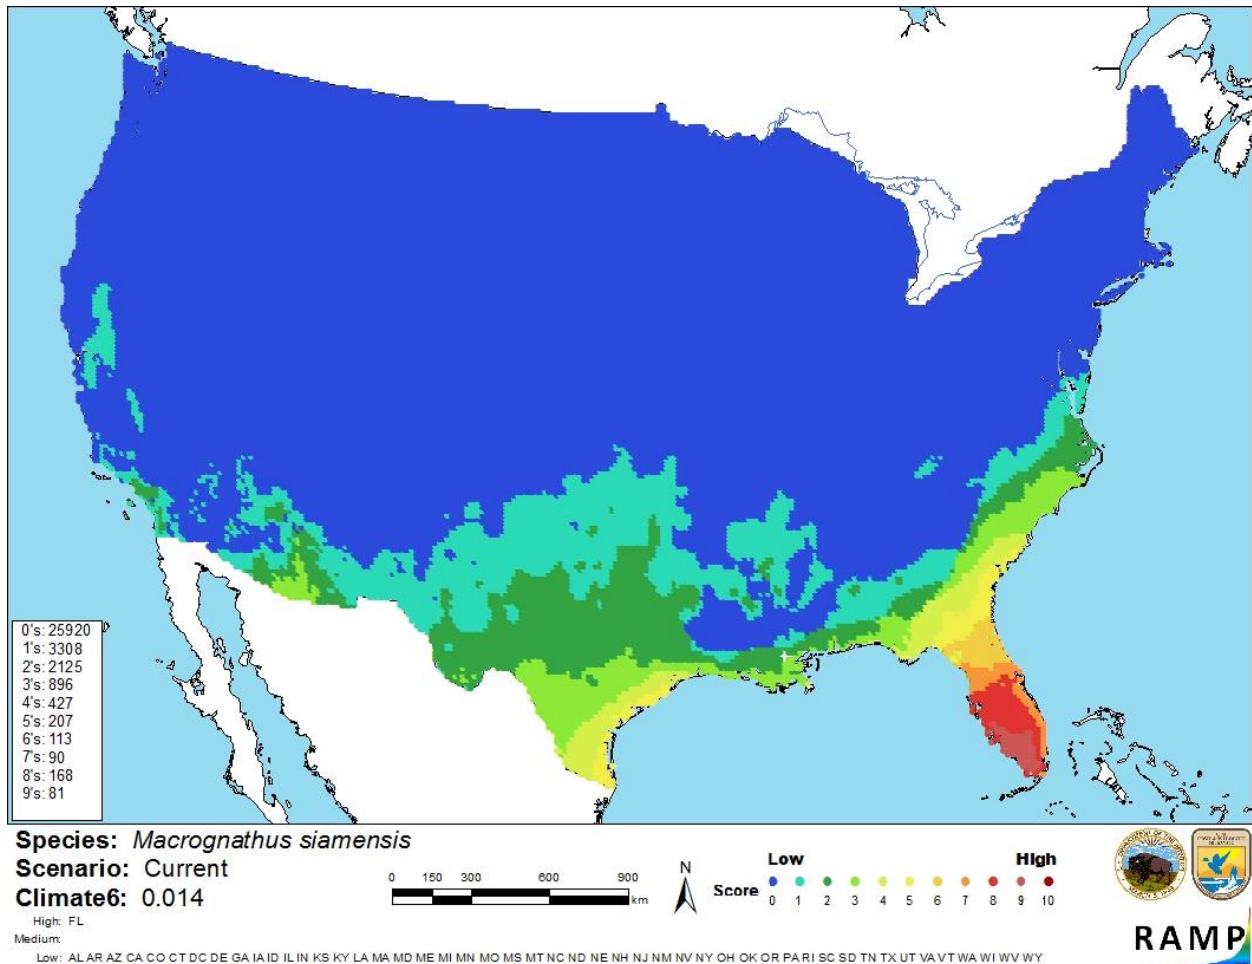 0's: 25920
1's: 3308
2's: 2125
3's: 896
4's: 427
5's: 207
6's: 113
7's: 90
8's: 168
9's: 81
Species: Macrognathus siamensis
Scenario: Current
Climate6: 0.014
High: FL
Medium:
Low: AL AR AZ CA CO CT DC DE GA IA ID IL IN KS KY LA MA MD ME MI MN MO MS MT NC ND NE NH NJ NM NV NY OH OK OR PA RI SC SD TN TX UT VA VT WA WI WV WY
0 150 300 600 900
km
N
Low High
Score
0 1 2 3 4 5 6 7 8 9 10
RAMP